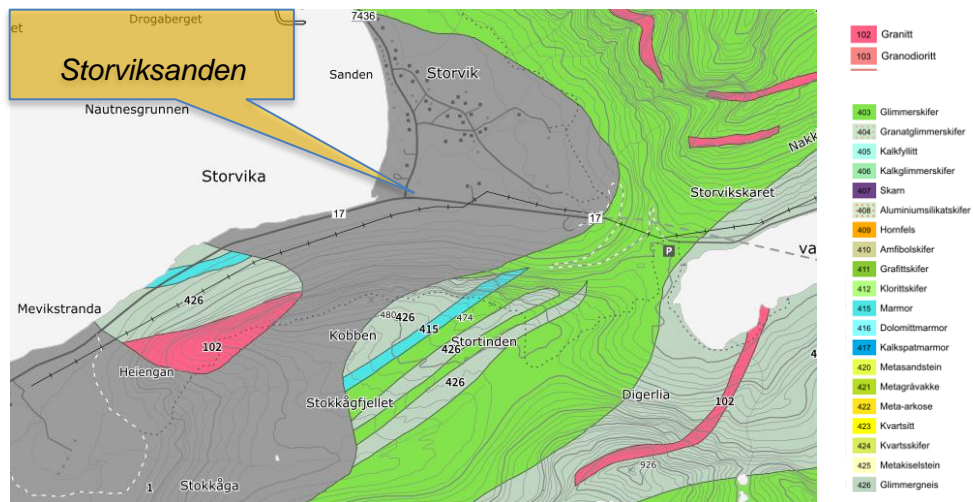 Drogaberget
et
7436
Storviksanden
Sanden
Storvik
Nautnesgrunnen
Nakk
Storvika
Storvikskaret
17
17
P
va
426
Mevikstranda
480
426
474
415
Kobben
Stortinden
102
426
4
Heiengan
426
Digerlia
Stokkågfjellet
102
926
1
Stokkåga
102 Granitt
103 Granodioritt
403 Glimmerskifer
404 Granatglimmerskifer
405 Kalkfyllitt
406 Kalkglimmerskifer
407 Skarn
408 Aluminiumsilikatskifer
409 Hornfels
410 Amfibolskifer
411 Grafittskifer
412 Klorittskifer
415 Marmor
416 Dolomittmarmor
417 Kalkspatmarmor
420 Metasandstein
421 Metagråvakke
422 Meta-arkose
423 Kvartsitt
424 Kvartsskifer
425 Metakiselstein
426 Glimmergneis